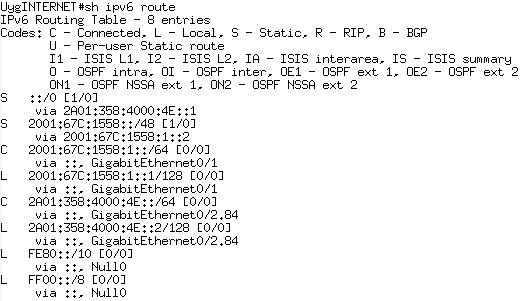 UygINTERNET#sh ipv6 route
IPv6 Routing Table - 8 entries
Codes: C - Connected, L - Local, S - Static, R - RIP, B - BGP
U - Per-user Static route
I1 - ISIS L1, I2 - ISIS L2, IA - ISIS interarea, IS - ISIS summary
O - OSPF intra, OI - OSPF inter, OE1 - OSPF ext 1, OE2 - OSPF ext 2
ON1 - OSPF NSSA ext 1, ON2 - OSPF NSSA ext 2
S ::/0 [1/0]
via 2A01:358:4000:4E::1
S 2001:67C:1558::/48 [1/0]
via 2001:67C:1558:1::2
C 2001:67C:1558:1::/64 [0/0]
via ::, GigabitEthernet0/1
L 2001:67C:1558:1::1/128 [0/0]
via ::, GigabitEthernet0/1
C 2A01:358:4000:4E::/64 [0/0]
via ::, GigabitEthernet0/2.84
L 2A01:358:4000:4E::2/128 [0/0]
via ::, GigabitEthernet0/2.84
L FE80::/10 [0/0]
via ::, Null0
L FF00::/8 [0/0]
via ::, Null0